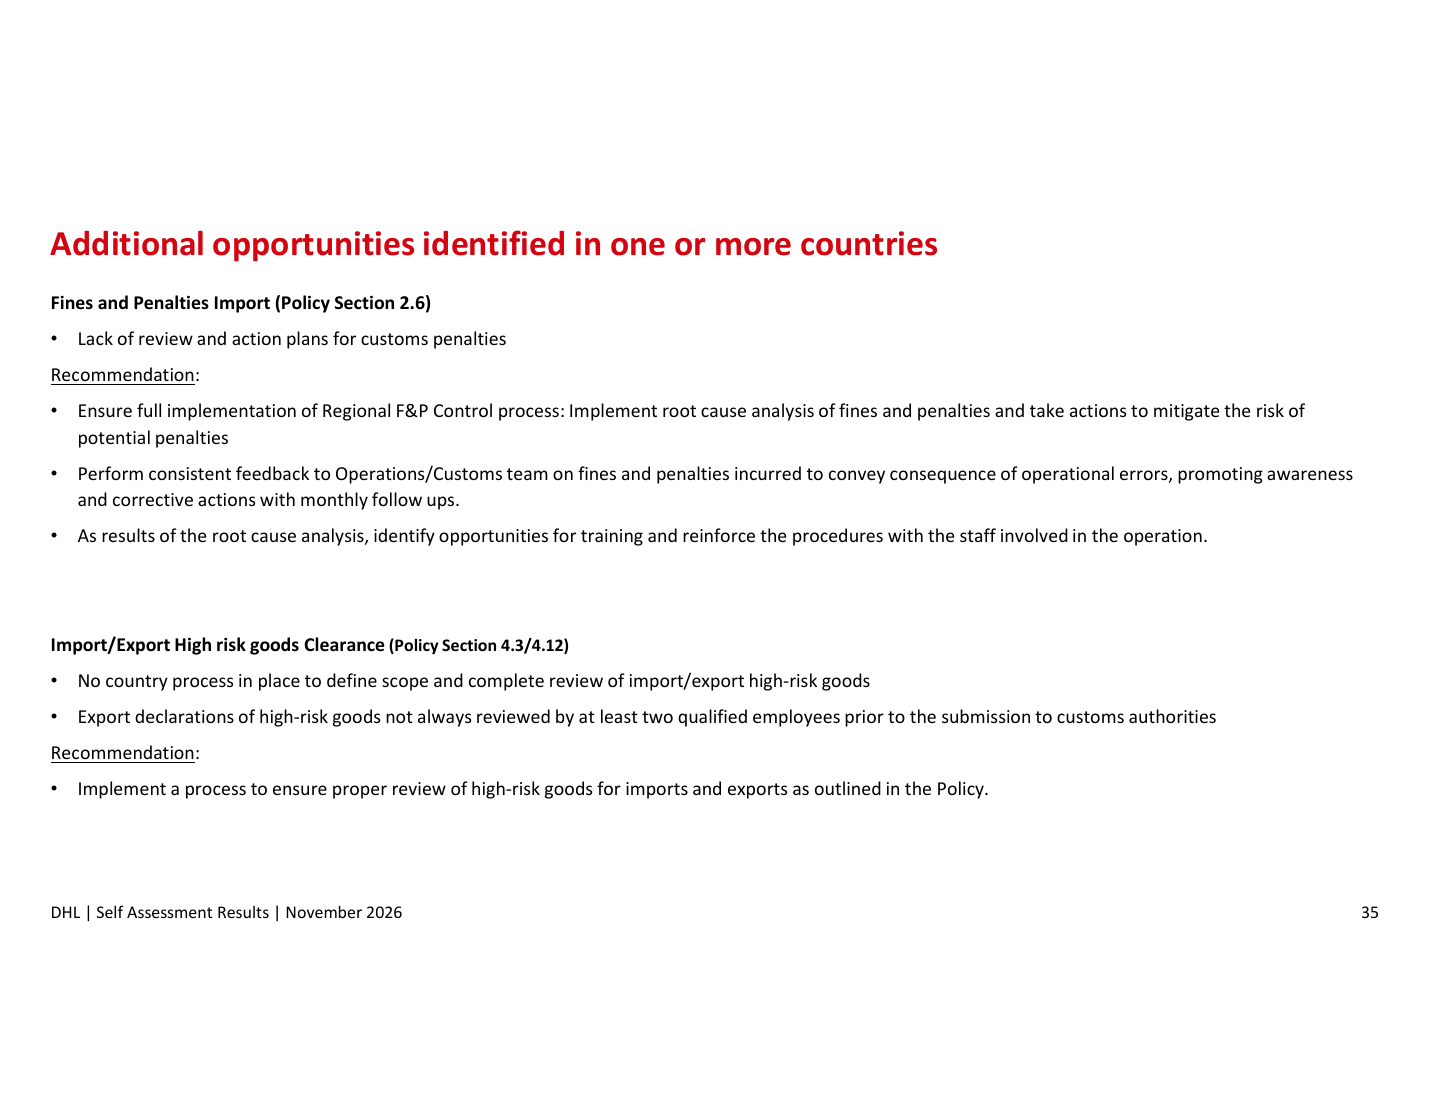 Additional opportunities identified in one or more countries
Fines and Penalties Import (Policy Section 2.6)
• Lack of review and action plans for customs penalties
Recommendation:
• Ensure full implementation of Regional F&P Control process: Implement root cause analysis of fines and penalties and take actions to mitigate the risk of
potential penalties
• Perform consistent feedback to Operations/Customs team on fines and penalties incurred to convey consequence of operational errors, promoting awareness
and corrective actions with monthly follow ups.
• As results of the root cause analysis, identify opportunities for training and reinforce the procedures with the staff involved in the operation.
Import/Export High risk goods Clearance (Policy Section 4.3/4.12)
• No country process in place to define scope and complete review of import/export high-risk goods
• Export declarations of high-risk goods not always reviewed by at least two qualified employees prior to the submission to customs authorities
Recommendation:
• Implement a process to ensure proper review of high-risk goods for imports and exports as outlined in the Policy.
DHL | Self Assessment Results | November 2026
35